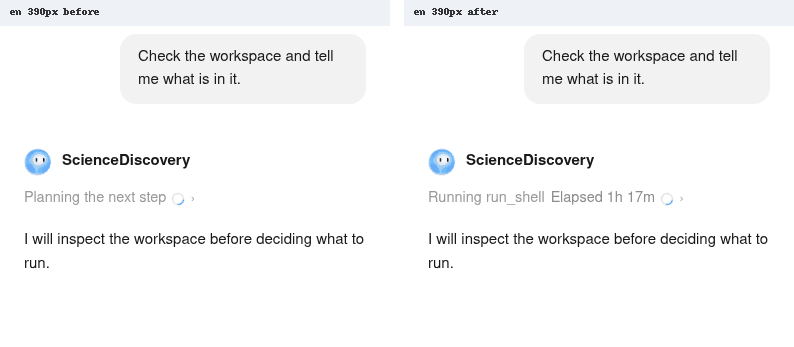 en 390px before
Check the workspace and tell
me what is in it.
ScienceDiscovery
Planning the next step ›
I will inspect the workspace before deciding what to
run.
en 390px after
Check the workspace and tell
me what is in it.
ScienceDiscovery
Running run_shell Elapsed 1h 17m ›
I will inspect the workspace before deciding what to
run.